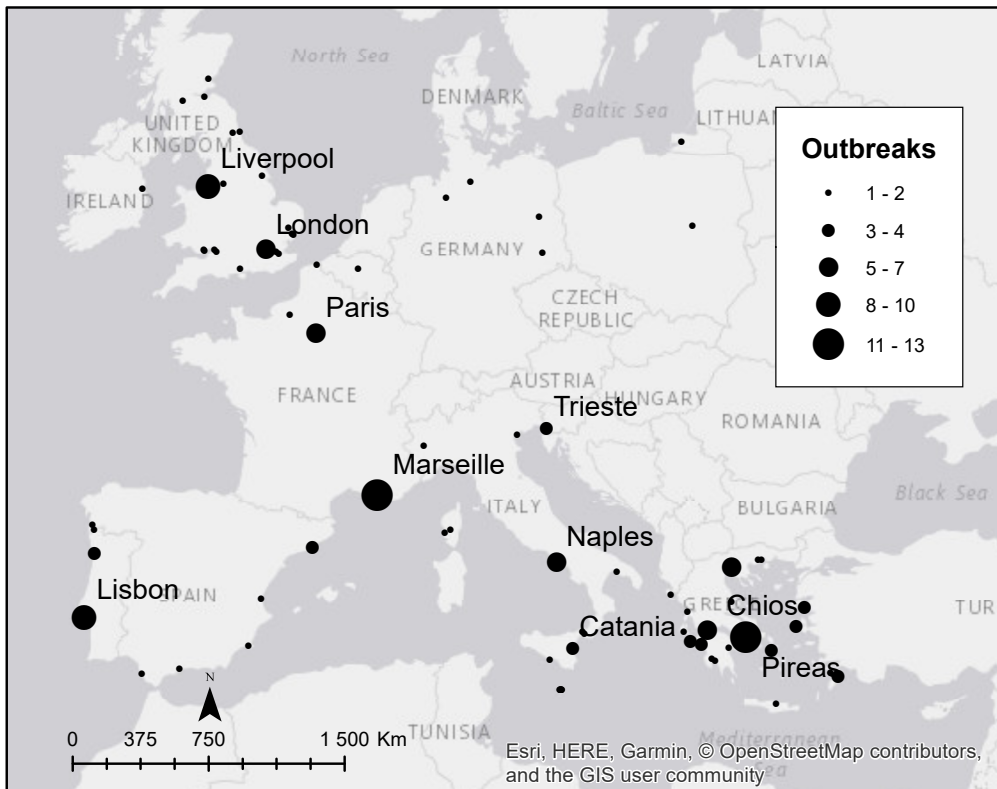 North Sea
LATVIA
DENMARK
Baltic Sea
LITHUAN
UNITED
KINGDOM
Liverpool
IRELAND
London
GERMANY
Outbreaks
1 - 2
3 - 4
5 - 7
8 - 10
11 - 13
CZECH
REPUBLIC
Paris
FRANCE
AUSTRIA
HUNGARY
Trieste
ROMANIA
Marseille
ITALY
BULGARIA
Black Sea
Naples
Lisbon
SPAIN
GREECE
Chios
TUR
Catania
Pireas
N
TUNISIA
Mediterranean
Sea
0 375 750 1 500 Km
Esri, HERE, Garmin, © OpenStreetMap contributors,
and the GIS user community